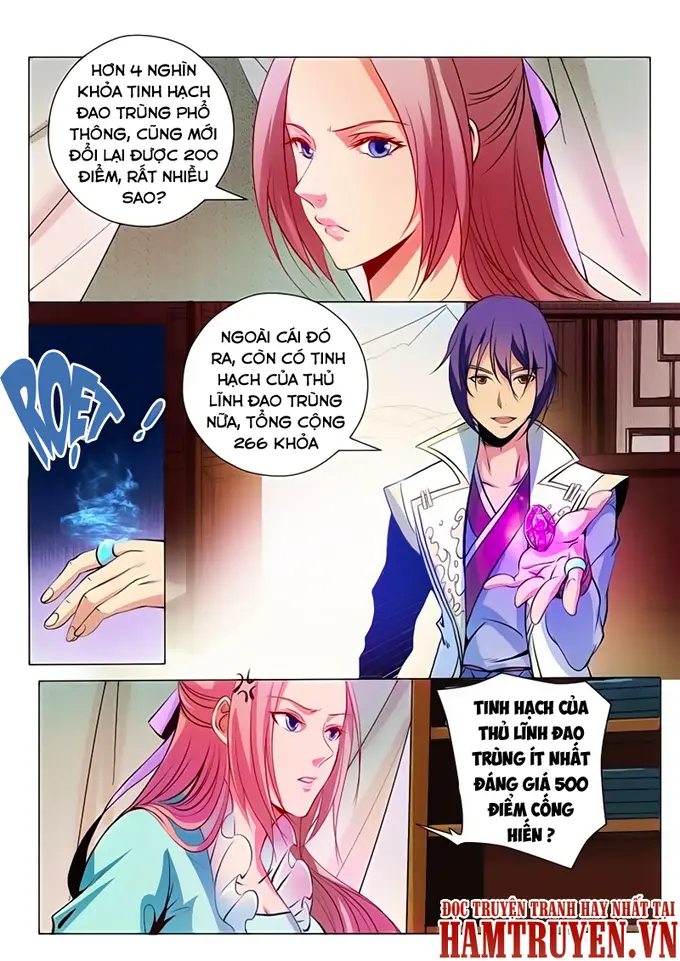 HƠN 4 NGHÌN
KHỎA TINH HẠCH
ĐAO TRÙNG PHỔ
THÔNG, CŨNG MỚI
ĐỔI LẠI ĐƯỢC 200
ĐIỂM, RẤT NHIỀU
SAO?
NGOÀI CÁI ĐÓ
RA, CÒN CÓ TINH
HẠCH CỦA THỦ
LĨNH ĐAO TRÙNG
NỮA, TỔNG CỘNG
266 KHỎA
ROẸT!
TINH HẠCH CỦA
THỦ LĨNH ĐAO
TRÙNG ÍT NHẤT
ĐÁNG GIÁ 500
ĐIỂM CỐNG
HIẾN?
ĐỌC TRUYỆN TRANH HAY NHẤT TẠI
HAMTRUYEN.VN